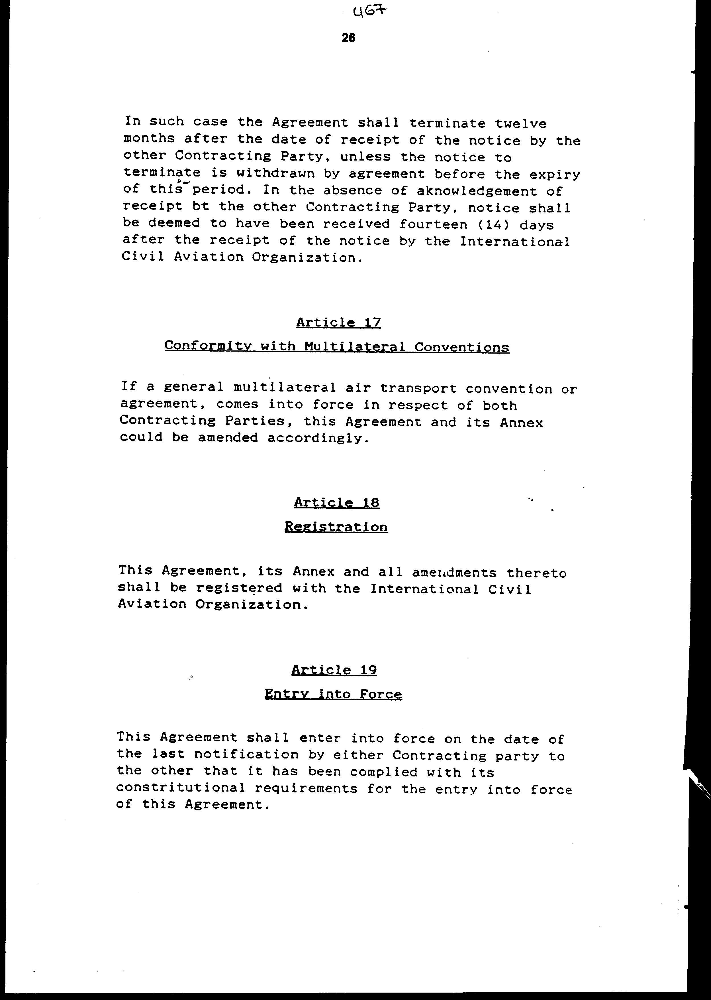 467
26
In such case the Agreement shall terminate twelve
months after the date of receipt of the notice by the
other Contracting Party, unless the notice to
terminate is withdrawn by agreement before the expiry
of this period. In the absence of aknowledgement of
receipt bt the other Contracting Party, notice shall
be deemed to have been received fourteen (14) days
after the receipt of the notice by the International
Civil Aviation Organization.
Article 17
Conformity with Multilateral Conventions
If a general multilateral air transport convention or
agreement, comes into force in respect of both
Contracting Parties, this Agreement and its Annex
could be amended accordingly.
Article 18
Registration
This Agreement, its Annex and all amendments thereto
shall be registered with the International Civil
Aviation Organization.
Article 19
Entry into Force
This Agreement shall enter into force on the date of
the last notification by either Contracting party to
the other that it has been complied with its
constritutional requirements for the entry into force
of this Agreement.